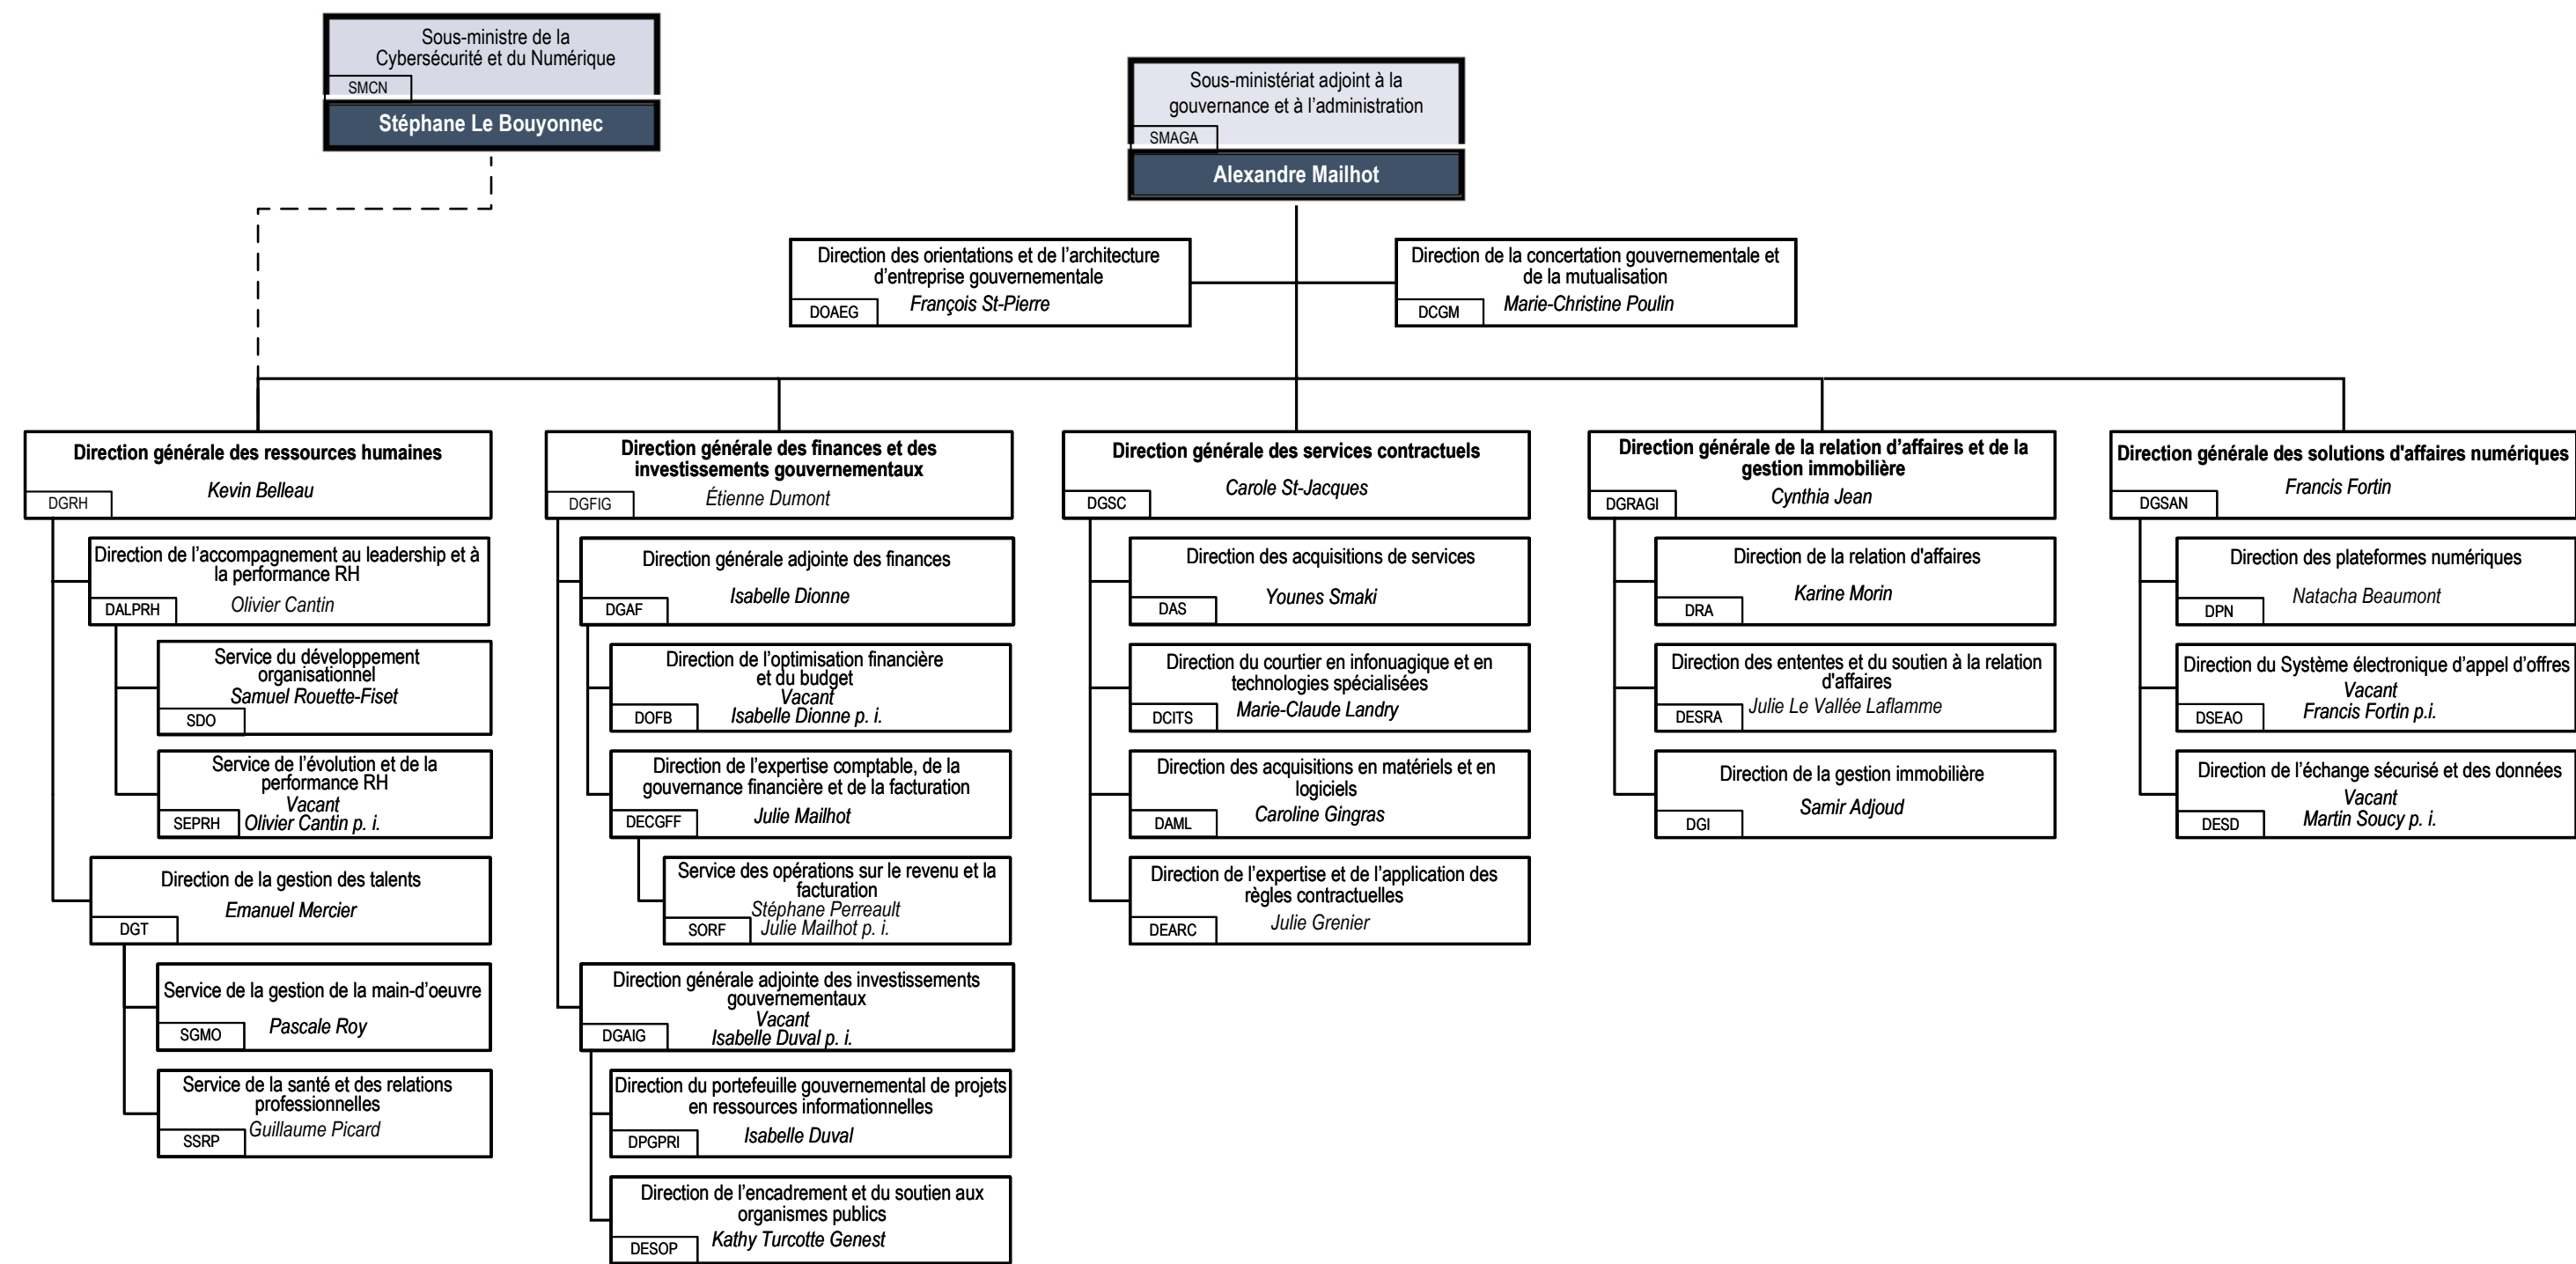 Sous-ministre de la
Cybersécurité et du Numérique
SMCN
Stéphane Le Bouyonnec
Sous-ministériat adjoint à la
gouvernance et à l'administration
SMAGA
Alexandre Mailhot
Direction des orientations et de l'architecture
d'entreprise gouvernementale
François St-Pierre
DOAEG
Direction de la concertation gouvernementale et
de la mutualisation
Marie-Christine Poulin
DCGM
Direction générale des ressources humaines
Kevin Belleau
DGRH
Direction de l'accompagnement au leadership et à
la performance RH
Olivier Cantin
DALPRH
Service du développement
organisationnel
Samuel Rouette-Fiset
SDO
Service de l'évolution et de la
performance RH
Vacant
Olivier Cantin p. i.
SEPRH
Direction de la gestion des talents
Emanuel Mercier
DGT
Service de la gestion de la main-d'oeuvre
Pascale Roy
SGMO
Service de la santé et des relations
professionnelles
Guillaume Picard
SSRP
Direction générale des finances et des
investissements gouvernementaux
Étienne Dumont
DGFIG
Direction générale adjointe des finances
Isabelle Dionne
DGAF
Direction de l'optimisation financière
et du budget
Vacant
Isabelle Dionne p. i.
DOFB
Direction de l'expertise comptable, de la
gouvernance financière et de la facturation
Julie Mailhot
DECGFF
Service des opérations sur le revenu et la
facturation
Stéphane Perreault
Julie Mailhot p. i.
SORF
Direction générale adjointe des investissements
gouvernementaux
Vacant
Isabelle Duval p. i.
DGAIG
Direction du portefeuille gouvernemental de projets
en ressources informationnelles
Isabelle Duval
DPGPRI
Direction de l'encadrement et du soutien aux
organismes publics
Kathy Turcotte Genest
DESOP
Direction générale des services contractuels
Carole St-Jacques
DGSC
Direction des acquisitions de services
Younes Smaki
DAS
Direction du courtier en infonuagique et en
technologies spécialisées
Marie-Claude Landry
DCITS
Direction des acquisitions en matériels et en
logiciels
Caroline Gingras
DAML
Direction de l'expertise et de l'application des
règles contractuelles
Julie Grenier
DEARC
Direction générale de la relation d'affaires et de la
gestion immobilière
Cynthia Jean
DGRAGI
Direction de la relation d'affaires
Karine Morin
DRA
Direction des ententes et du soutien à la relation
d'affaires
Julie Le Vallée Laflamme
DESRA
Direction de la gestion immobilière
Samir Adjoud
DGI
Direction générale des solutions d'affaires numériques
Francis Fortin
DGSAN
Direction des plateformes numériques
Natacha Beaumont
DPN
Direction du Système électronique d'appel d'offres
Vacant
Francis Fortin p.i.
DSEAO
Direction de l'échange sécurisé et des données
Vacant
Martin Soucy p. i.
DESD